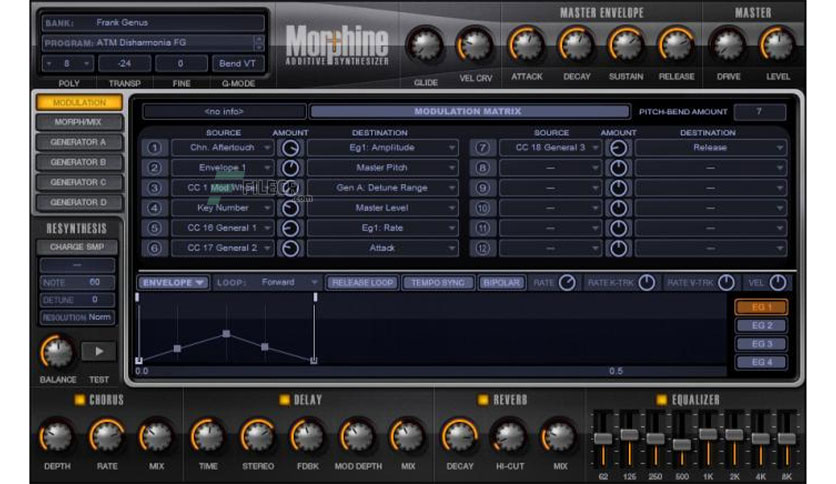 BANK: Frank Genus
PROGRAM: ATM Disharmonia FG
8 -24 0 Bend VT
POLY TRANSP FINE Q-MODE
Morphine
ADDITIVE SYNTHESIZER
GLIDE VEL CRV
MASTER ENVELOPE
ATTACK DECAY SUSTAIN RELEASE
MASTER
DRIVE LEVEL
MODULATION
MORPH/MIX
GENERATOR A
GENERATOR B
GENERATOR C
GENERATOR D
RESYNTHESIS
CHARGE SMP
---
NOTE 60
DETUNE 0
RESOLUTION Norm
BALANCE TEST
<no info> MODULATION MATRIX PITCH-BEND AMOUNT 7
SOURCE AMOUNT DESTINATION SOURCE AMOUNT DESTINATION
1 Chn. Aftertouch Eg1: Amplitude 7 CC 18 General 3 Release
2 Envelope 1 Master Pitch 8 --- ---
3 CC 1 Mod Wheel Gen A: Detune Range 9 --- ---
4 Key Number Master Level 10 --- ---
5 CC 16 General 1 Eg1: Rate 11 --- ---
6 CC 17 General 2 Attack 12 --- ---
FILECR
.com
ENVELOPE LOOP: Forward RELEASE LOOP TEMPO SYNC BIPOLAR RATE RATE K-TRK RATE V-TRK VEL
EG 1
EG 2
EG 3
EG 4
0.0 0.5
CHORUS
DEPTH RATE MIX
DELAY
TIME STEREO FDBK MOD DEPTH MIX
REVERB
DECAY HI-CUT MIX
EQUALIZER
62 125 250 500 1K 2K 4K 8K